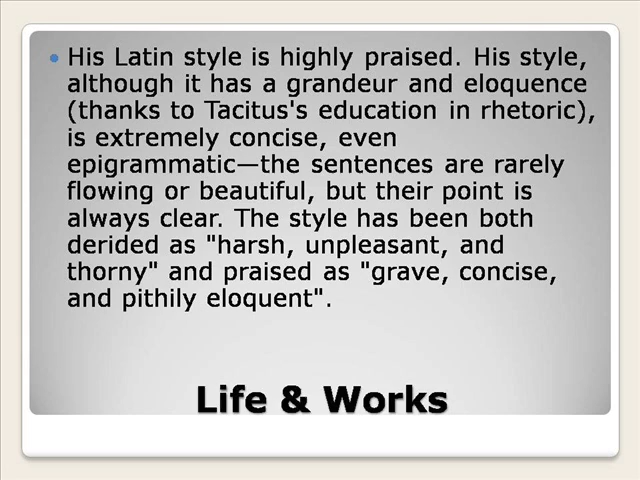 • His Latin style is highly praised. His style,
although it has a grandeur and eloquence
(thanks to Tacitus's education in rhetoric),
is extremely concise, even
epigrammatic—the sentences are rarely
flowing or beautiful, but their point is
always clear. The style has been both
derided as "harsh, unpleasant, and
thorny" and praised as "grave, concise,
and pithily eloquent".
Life & Works